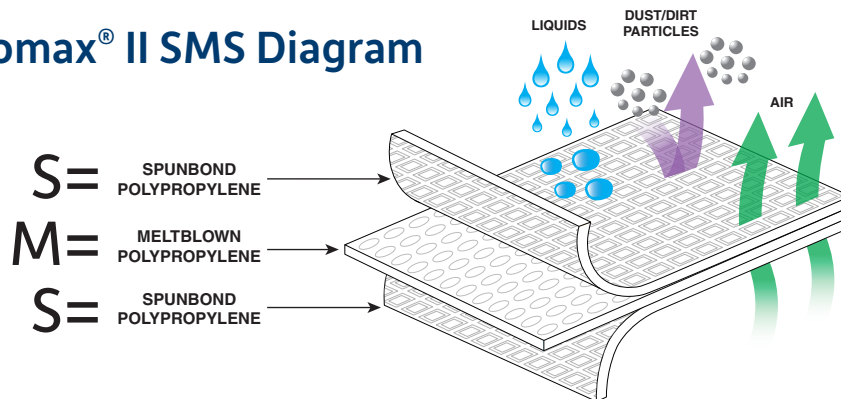 omax® II SMS Diagram
LIQUIDS
DUST/DIRT
PARTICLES
AIR
S=
SPUNBOND
POLYPROPYLENE
M=
MELTBLOWN
POLYPROPYLENE
S=
SPUNBOND
POLYPROPYLENE